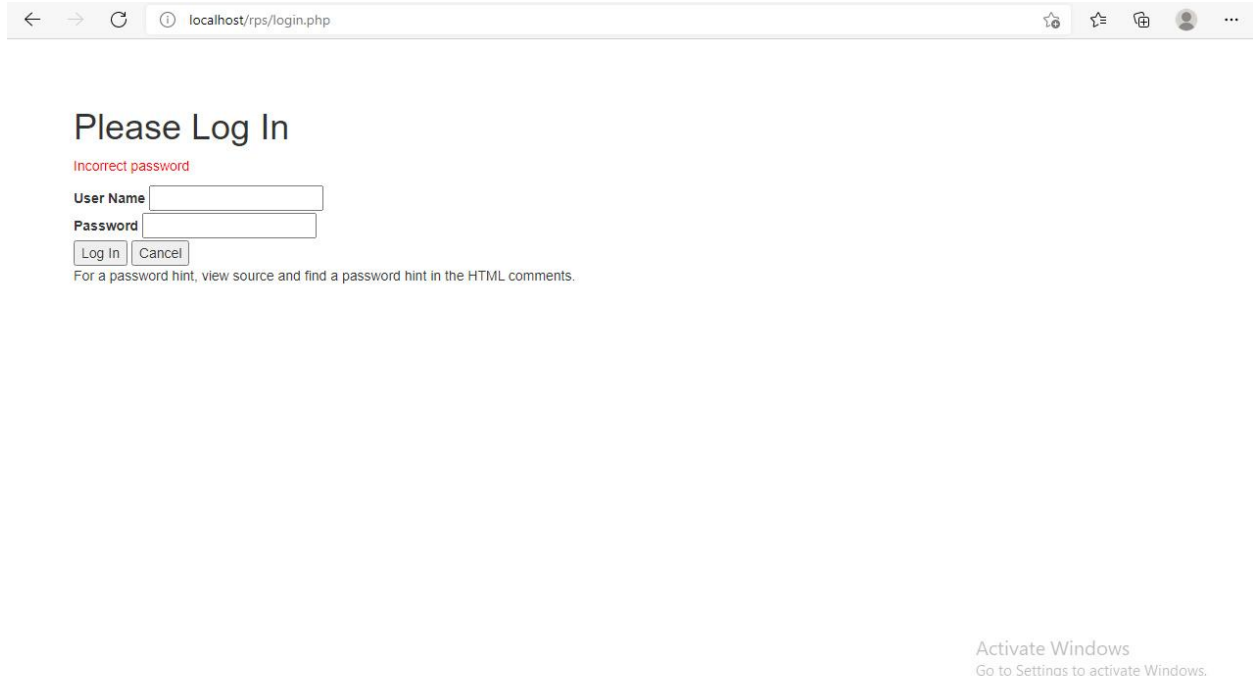 localhost/rps/login.php
Please Log In
Incorrect password
User Name
Password
Log In Cancel
For a password hint, view source and find a password hint in the HTML comments.
Activate Windows
Go to Settings to activate Windows.